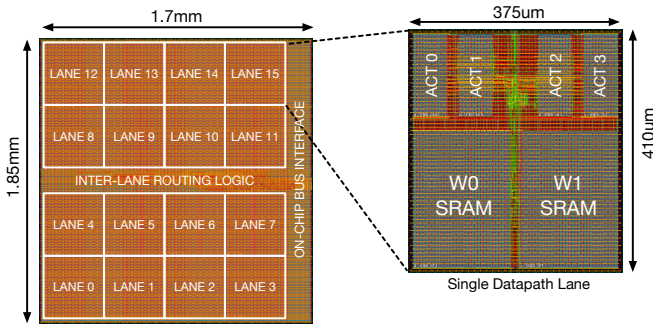 1.7mm
375um
1.85mm
LANE 12 LANE 13 LANE 14 LANE 15
LANE 8 LANE 9 LANE 10 LANE 11
INTER-LANE ROUTING LOGIC
LANE 4 LANE 5 LANE 6 LANE 7
LANE 0 LANE 1 LANE 2 LANE 3
ON-CHIP BUS INTERFACE
ACT 0
ACT 1
ACT 2
ACT 3
W0
SRAM
W1
SRAM
410um
Single Datapath Lane